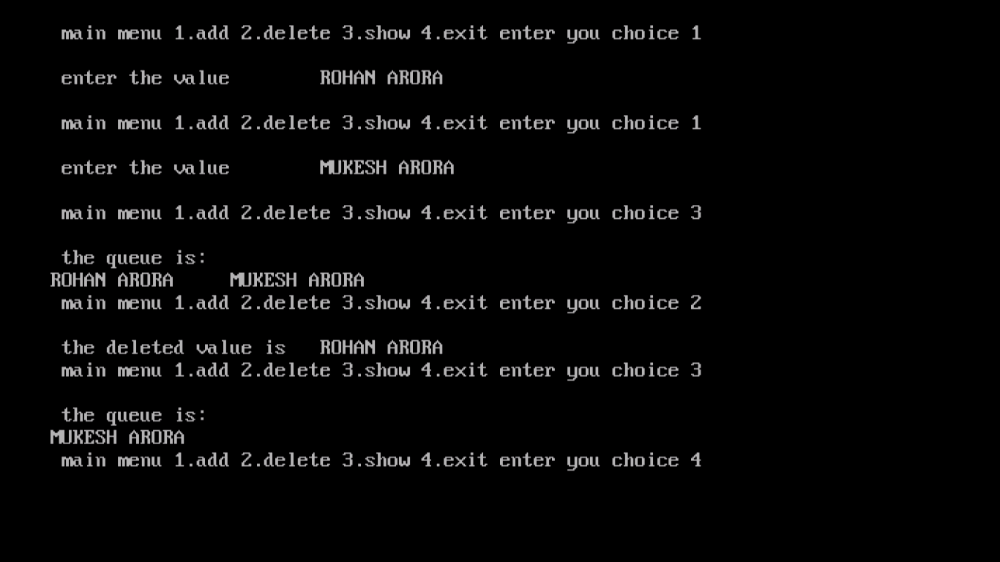 main menu 1.add 2.delete 3.show 4.exit enter you choice 1
enter the value ROHAN ARORA
main menu 1.add 2.delete 3.show 4.exit enter you choice 1
enter the value MUKESH ARORA
main menu 1.add 2.delete 3.show 4.exit enter you choice 3
the queue is:
ROHAN ARORA MUKESH ARORA
main menu 1.add 2.delete 3.show 4.exit enter you choice 2
the deleted value is ROHAN ARORA
main menu 1.add 2.delete 3.show 4.exit enter you choice 3
the queue is:
MUKESH ARORA
main menu 1.add 2.delete 3.show 4.exit enter you choice 4